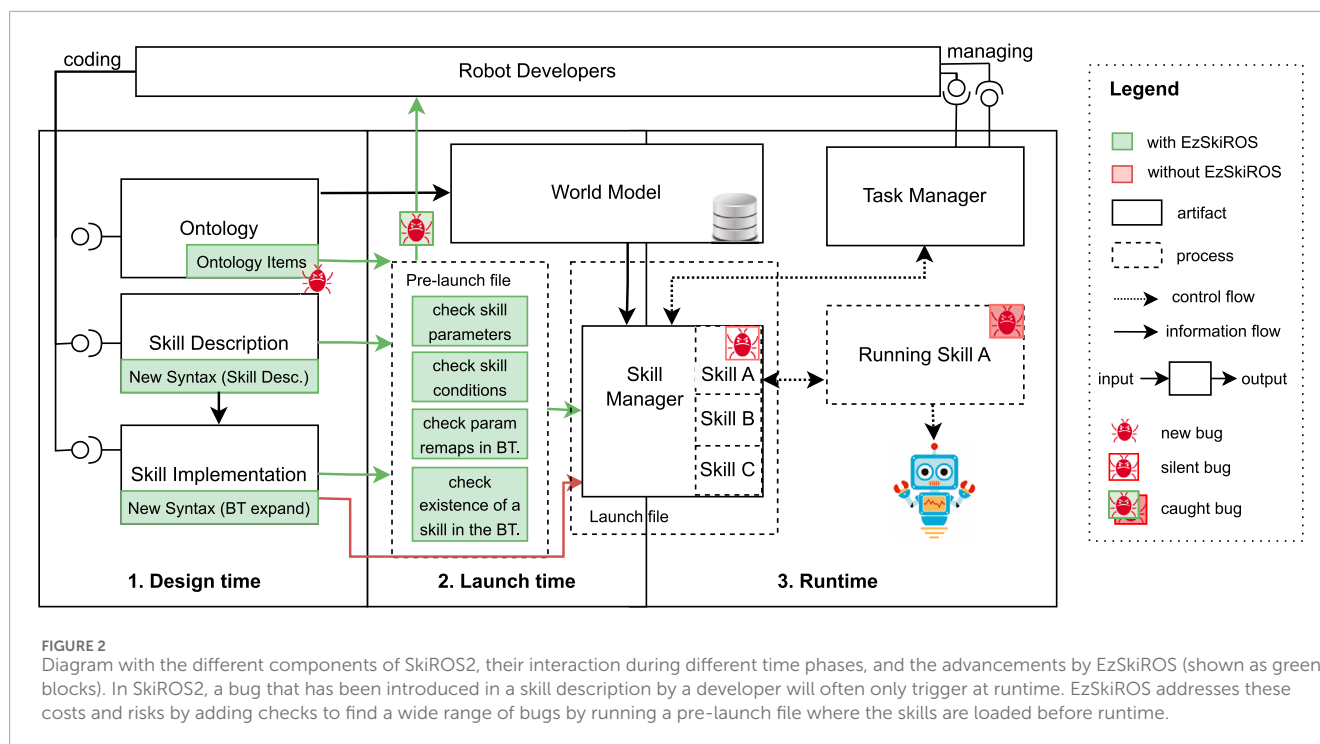 coding
managing
Robot Developers
Ontology
Ontology Items
Skill Description
New Syntax (Skill Desc.)
Skill Implementation
New Syntax (BT expand)
1. Design time
World Model
Pre-launch file
check skill
parameters
check skill
conditions
check param
remaps in BT.
check
existence of a
skill in the BT.
2. Launch time
Skill
Manager
Skill A
Skill B
Skill C
Launch file
Task Manager
Running Skill A
3. Runtime
Legend
with EzSkiROS
without EzSkiROS
artifact
process
control flow
information flow
input
output
new bug
silent bug
caught bug
FIGURE 2
Diagram with the different components of SkiROS2, their interaction during different time phases, and the advancements by EzSkiROS (shown as green
blocks). In SkiROS2, a bug that has been introduced in a skill description by a developer will often only trigger at runtime. EzSkiROS addresses these
costs and risks by adding checks to find a wide range of bugs by running a pre-launch file where the skills are loaded before runtime.